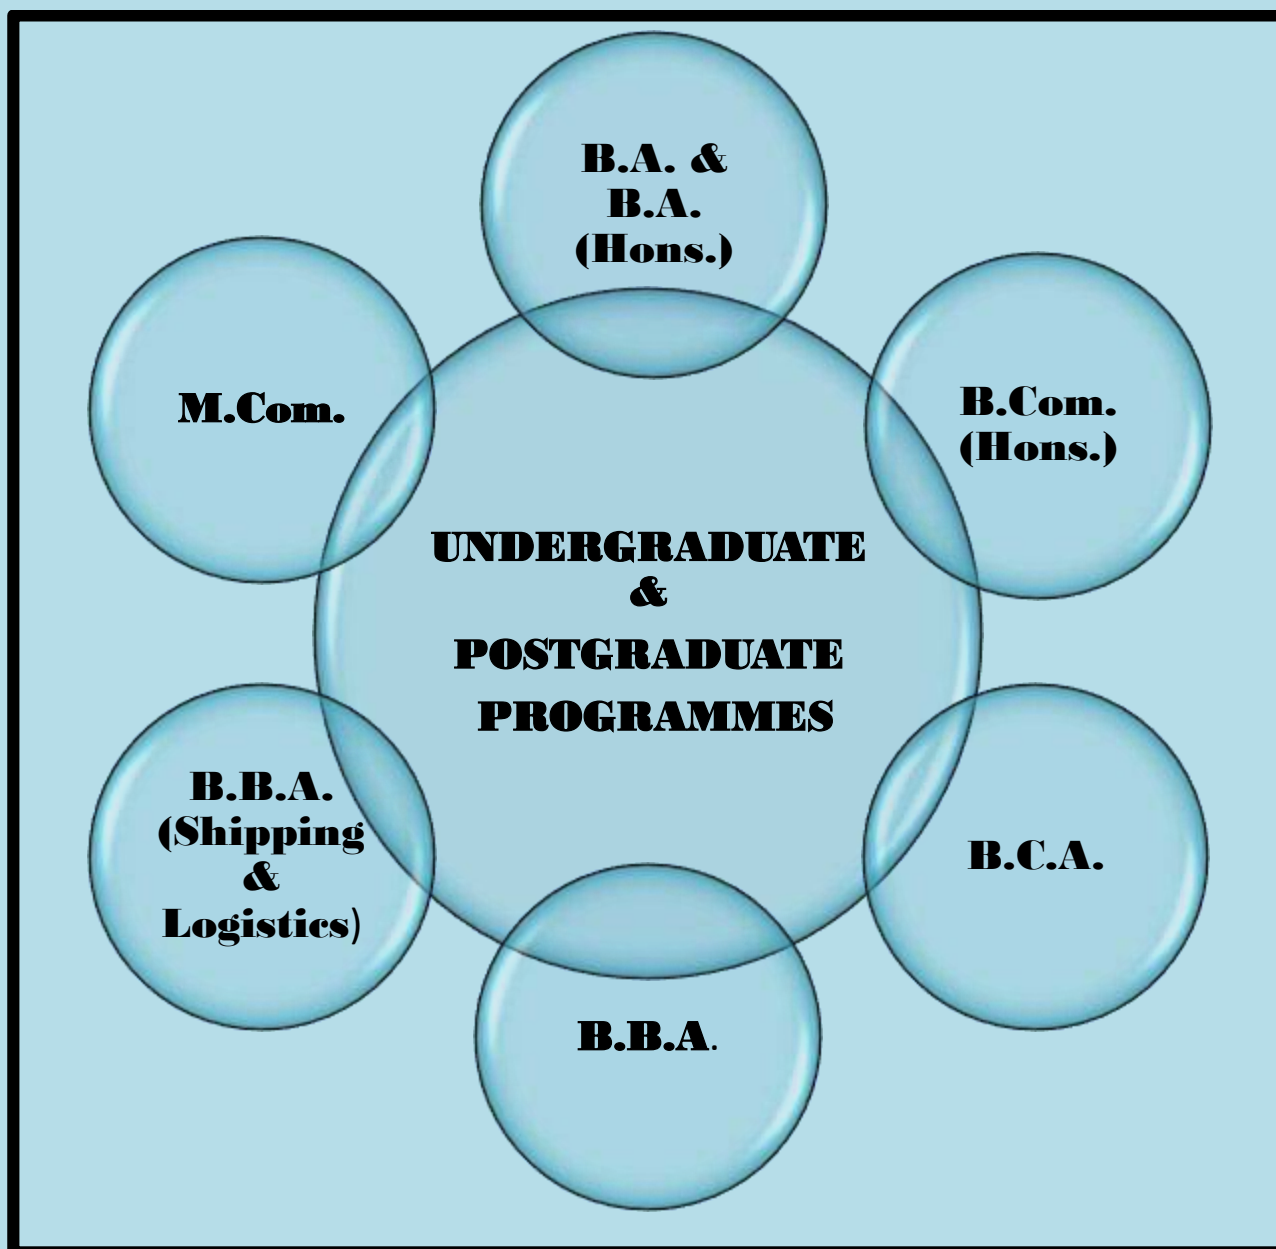 B.A. &
B.A.
(Hons.)
B.Com.
(Hons.)
B.C.A.
B.B.A.
B.B.A.
(Shipping
&
Logistics)
M.Com.
UNDERGRADUATE
&
POSTGRADUATE
PROGRAMMES